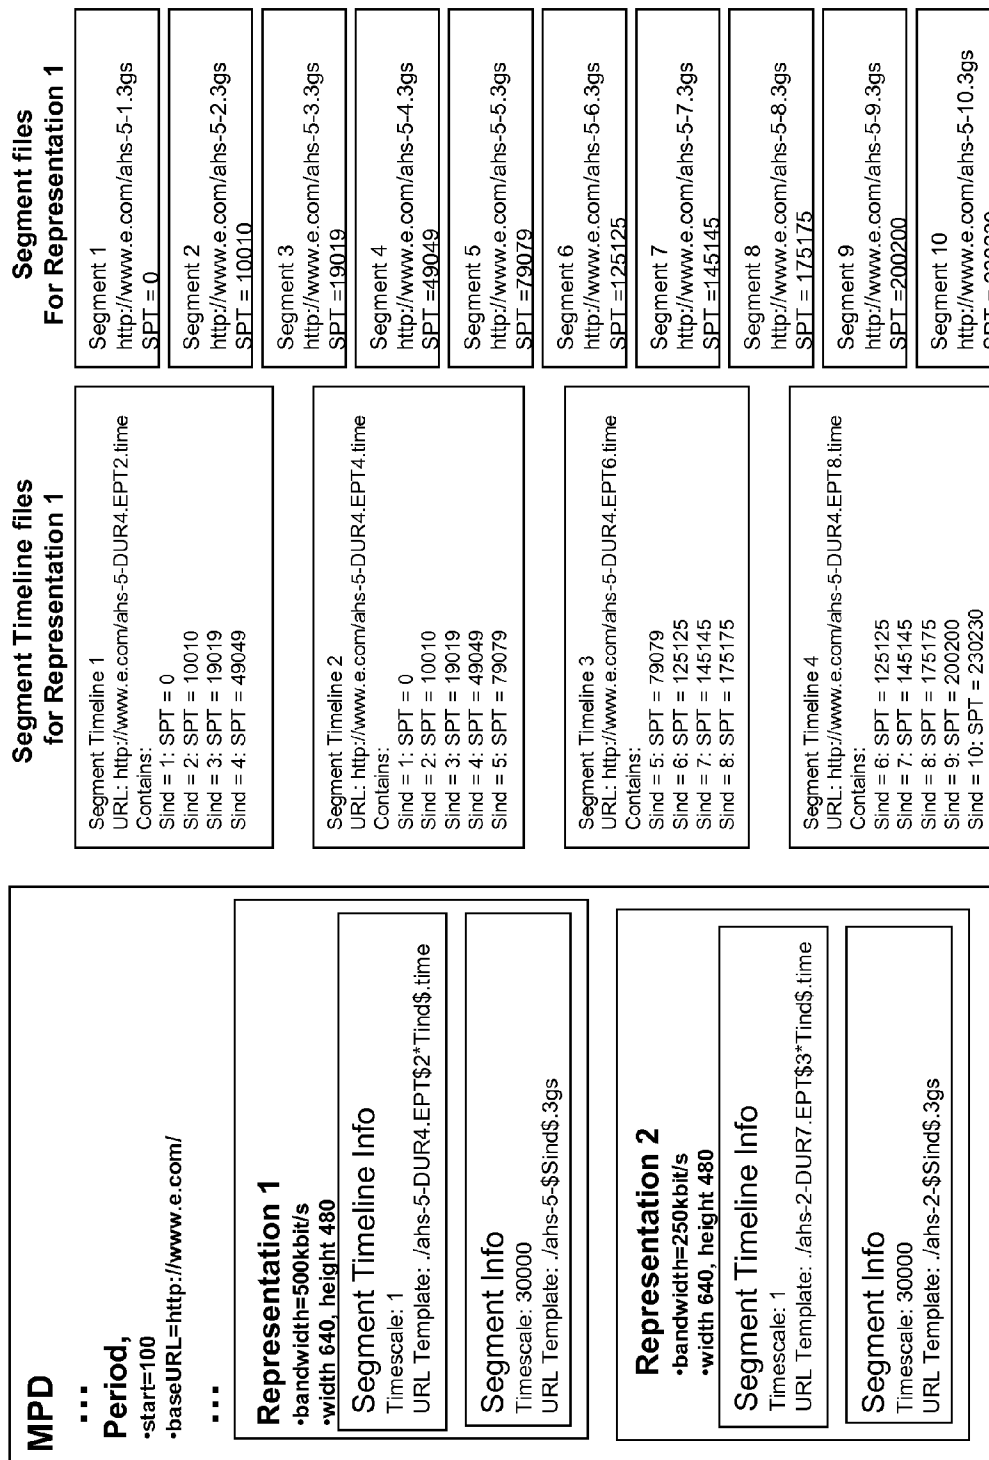 MPD
...
Period,
•start=100
•baseURL=http://www.e.com/
...
Representation 1
•bandwidth=500kbit/s
•width 640, height 480
Segment Timeline Info
Timescale: 1
URL Template: ./ahs-5-DUR4.EPT$2*Tind$.time
Segment Info
Timescale: 30000
URL Template: ./ahs-5-$Sind$.3gs
Representation 2
•bandwidth=250kbit/s
•width 640, height 480
Segment Timeline Info
Timescale: 1
URL Template: ./ahs-2-DUR7.EPT$3*Tind$.time
Segment Info
Timescale: 30000
URL Template: ./ahs-2-$Sind$.3gs
Segment Timeline files
for Representation 1
Segment Timeline 1
URL: http://www.e.com/ahs-5-DUR4.EPT2.time
Contains:
Sind = 1: SPT = 0
Sind = 2: SPT = 10010
Sind = 3: SPT = 19019
Sind = 4: SPT = 49049
Segment Timeline 2
URL: http://www.e.com/ahs-5-DUR4.EPT4.time
Contains:
Sind = 1: SPT = 0
Sind = 2: SPT = 10010
Sind = 3: SPT = 19019
Sind = 4: SPT = 49049
Sind = 5: SPT = 79079
Segment Timeline 3
URL: http://www.e.com/ahs-5-DUR4.EPT6.time
Contains:
Sind = 5: SPT = 79079
Sind = 6: SPT = 125125
Sind = 7: SPT = 145145
Sind = 8: SPT = 175175
Segment Timeline 4
URL: http://www.e.com/ahs-5-DUR4.EPT8.time
Contains:
Sind = 6: SPT = 125125
Sind = 7: SPT = 145145
Sind = 8: SPT = 175175
Sind = 9: SPT = 200200
Sind = 10: SPT = 230230
Segment files
For Representation 1
Segment 1
http://www.e.com/ahs-5-1.3gs
SPT = 0
Segment 2
http://www.e.com/ahs-5-2.3gs
SPT = 10010
Segment 3
http://www.e.com/ahs-5-3.3gs
SPT =19019
Segment 4
http://www.e.com/ahs-5-4.3gs
SPT =49049
Segment 5
http://www.e.com/ahs-5-5.3gs
SPT =79079
Segment 6
http://www.e.com/ahs-5-6.3gs
SPT =125125
Segment 7
http://www.e.com/ahs-5-7.3gs
SPT =145145
Segment 8
http://www.e.com/ahs-5-8.3gs
SPT = 175175
Segment 9
http://www.e.com/ahs-5-9.3gs
SPT =200200
Segment 10
http://www.e.com/ahs-5-10.3gs